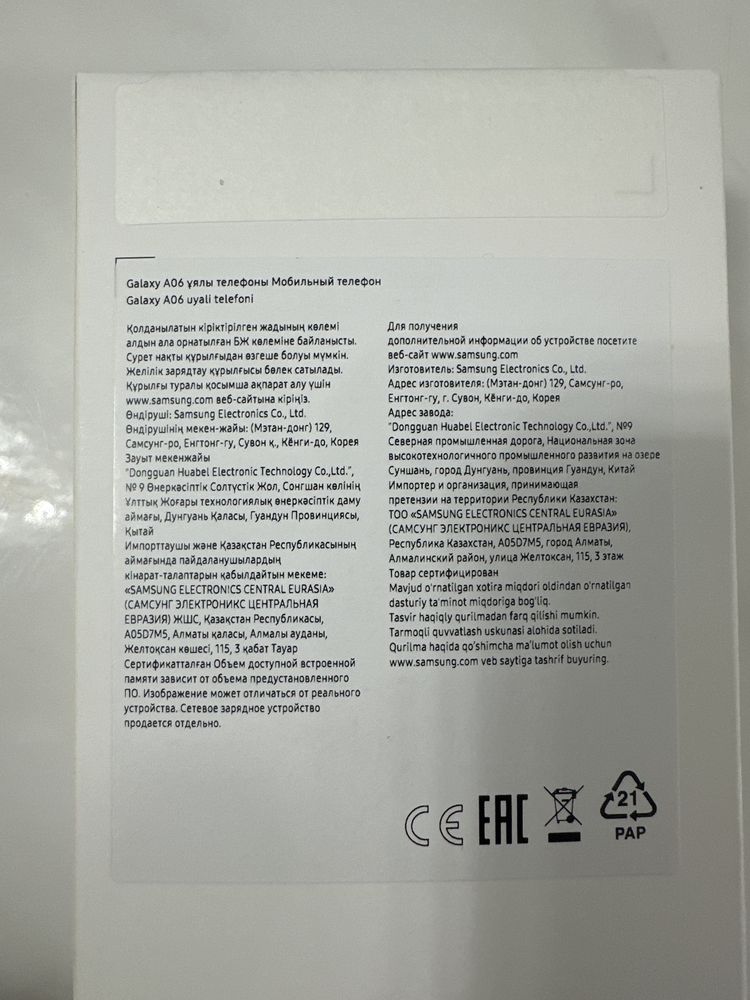 Galaxy A06 ұялы телефоны Мобильный телефон
Galaxy A06 uyali telefoni
Қолданылатын кіріктірілген жадының көлемі
алдын ала орнатылған БЖ көлеміне байланысты.
Сурет нақты құрылғыдан өзгеше болуы мүмкін.
Желілік зарядтау құрылғысы бөлек сатылады.
Құрылғы туралы қосымша ақпарат алу үшін
www.samsung.com веб-сайтына кіріңіз.
Өндіруші: Samsung Electronics Co., Ltd.
Өндірушінің мекен-жайы: (Мэтан-донг) 129,
Самсунг-ро, Енгтонг-гу, Сувон қ., Кёнги-до, Корея
Зауыт мекенжайы
"Dongguan Huabel Electronic Technology Co.,Ltd.",
№ 9 Өнеркәсіптік Солтүстік Жол, Сонгшан көлінің
Ұлттық Жоғары технологиялық өнеркәсіптік даму
аймағы, Дунгуань Қаласы, Гуандун Провинциясы,
Қытай
Импорттаушы және Қазақстан Республикасының
аймағында пайдаланушылардың
кінарат-талаптарын қабылдайтын мекеме:
«SAMSUNG ELECTRONICS CENTRAL EURASIA»
(САМСУНГ ЭЛЕКТРОНИКС ЦЕНТРАЛЬНАЯ
ЕВРАЗИЯ) ЖШС, Қазақстан Республикасы,
A05D7M5, Алматы қаласы, Алмалы ауданы,
Желтоқсан көшесі, 115, 3 қабат Тауар
Сертификатталған Объем доступной встроенной
памяти зависит от объема предустановленного
ПО. Изображение может отличаться от реального
устройства. Сетевое зарядное устройство
продается отдельно.
Для получения
дополнительной информации об устройстве посетите
веб-сайт www.samsung.com
Изготовитель: Samsung Electronics Co., Ltd.
Адрес изготовителя: (Мэтан-донг) 129, Самсунг-ро,
Енгтонг-гу, г. Сувон, Кёнги-до, Корея
Адрес завода:
"Dongguan Huabel Electronic Technology Co.,Ltd.", №9
Северная промышленная дорога, Национальная зона
высокотехнологичного промышленного развития на озере
Суншань, город Дунгуань, провинция Гуандун, Китай
Импортер и организация, принимающая
претензии на территории Республики Казахстан:
ТОО «SAMSUNG ELECTRONICS CENTRAL EURASIA»
(САМСУНГ ЭЛЕКТРОНИКС ЦЕНТРАЛЬНАЯ ЕВРАЗИЯ),
Республика Казахстан, A05D7M5, город Алматы,
Алмалинский район, улица Желтоксан, 115, 3 этаж
Товар сертифицирован
Mavjud o'rnatilgan xotira miqdori oldindan o'rnatilgan
dasturiy ta'minot miqdoriga bog'liq.
Tasvir haqiqiy qurilmadan farq qilishi mumkin.
Tarmoqli quvvatlash uskunasi alohida sotiladi.
Qurilma haqida qo'shimcha ma'lumot olish uchun
www.samsung.com veb saytiga tashrif buyuring.
CE EAC 21
PAP